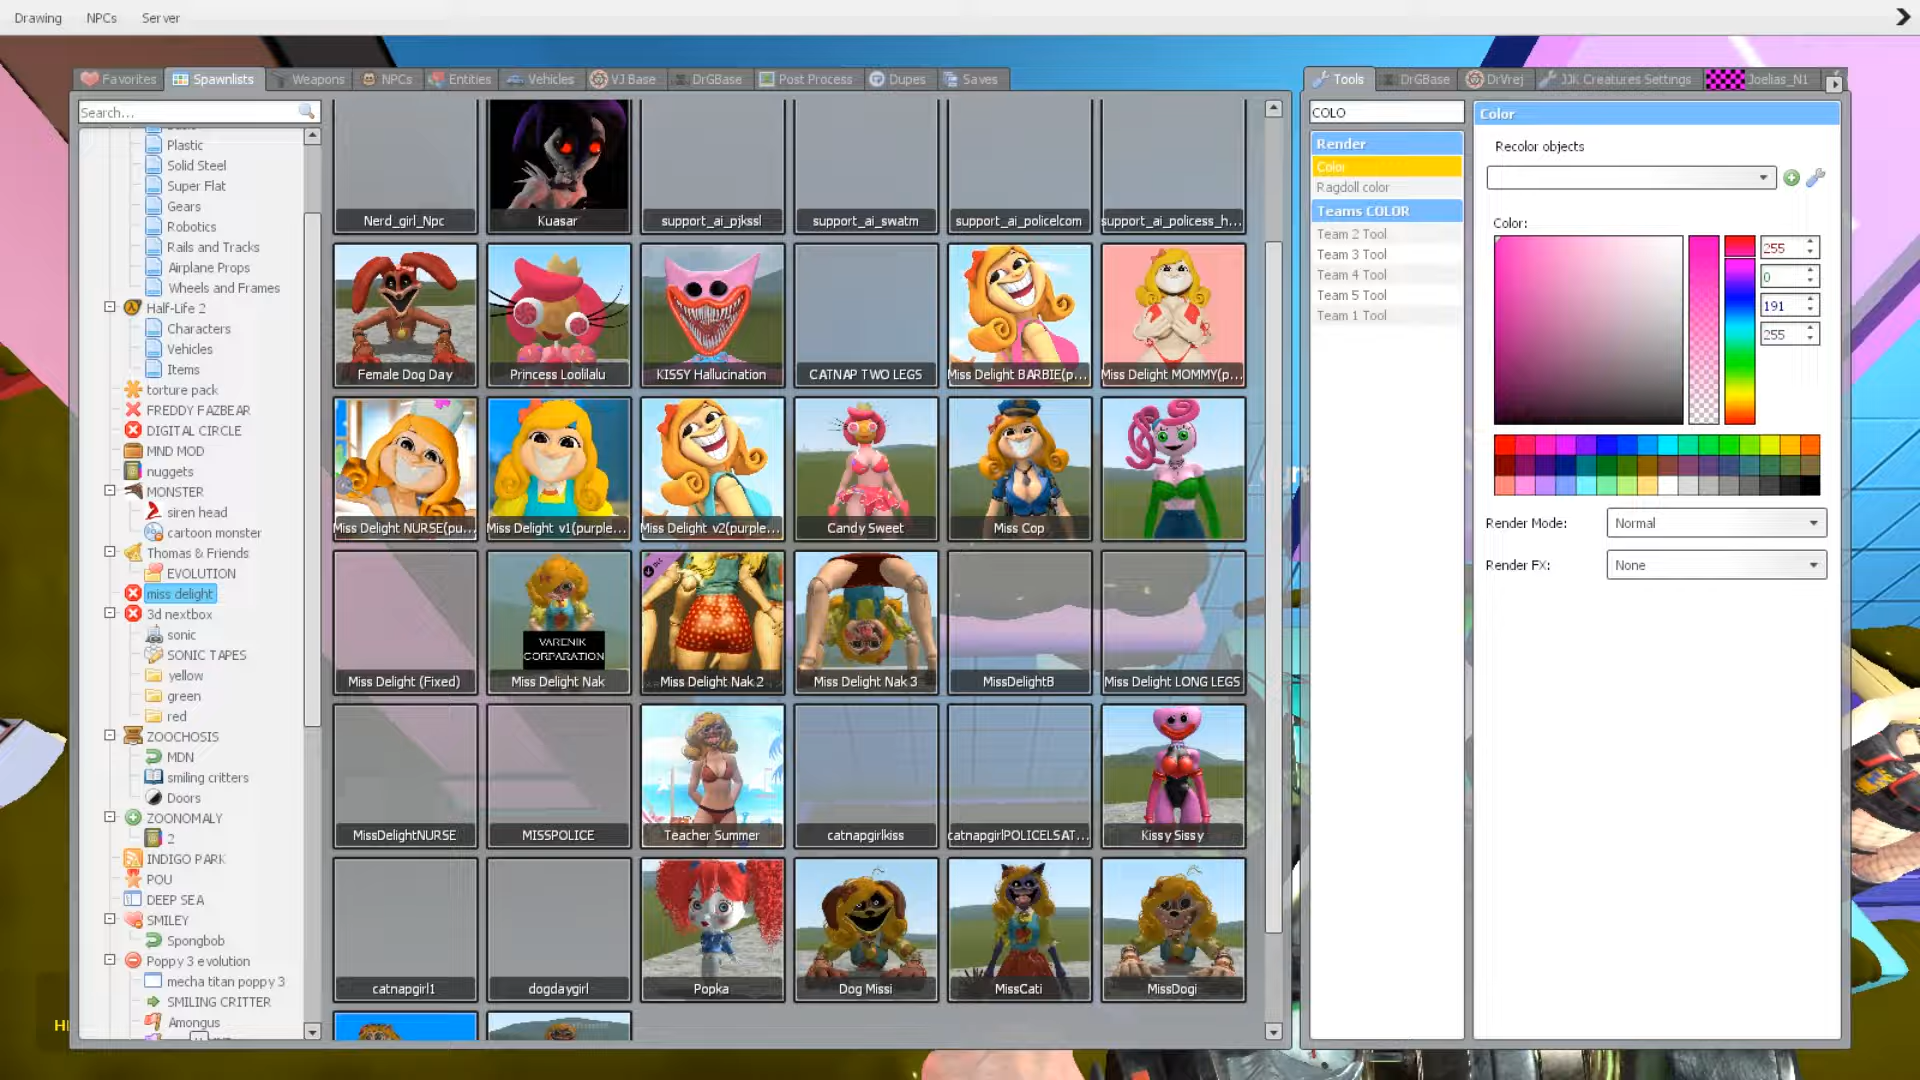 Drawing NPCs Server
Favorites Spawnlists Weapons NPCs Entities Vehicles VJ Base DrGBase Post Process Dupes Saves
Search...
Plastic
Solid Steel
Super Flat
Gears
Robotics
Rails and Tracks
Airplane Props
Wheels and Frames
Half-Life 2
Characters
Vehicles
Items
torture pack
FREDDY FAZBEAR
DIGITAL CIRCLE
MND MOD
nuggets
MONSTER
siren head
cartoon monster
Thomas & Friends
EVOLUTION
miss delight
3d nextbox
sonic
SONIC TAPES
yellow
green
red
ZOOCHOSIS
MDN
smiling critters
Doors
ZOONOMALY
2
INDIGO PARK
POU
DEEP SEA
SMILEY
Spongbob
Poppy 3 evolution
mecha titan poppy 3
SMILING CRITTER
Amongus
Nerd_girl_Npc Kuasar support_ai_pjkssl support_ai_swatm support_ai_policelcom support_ai_policess_h...
Female Dog Day Princess Loolilalu KISSY Hallucination CATNAP TWO LEGS Miss Delight BARBIE(p... Miss Delight MOMMY(p...
Miss Delight NURSE(pu... Miss Delight v1(purple... Miss Delight v2(purple... Candy Sweet Miss Cop
VARENIK
CORPARATION
Miss Delight (Fixed) Miss Delight Nak Miss Delight Nak 2 Miss Delight Nak 3 MissDelightB Miss Delight LONG LEGS
MissDelightNURSE MISSPOLICE Teacher Summer catnapgirlkiss catnapgirlPOLICELSAT... Kissy Sissy
catnapgirl1 dogdaygirl Popka Dog Missi MissCati MissDogi
Tools DrGBase DrVrej JJK Creatures Settings Joelias_N1
COLO
Render
Color
Ragdoll color
Teams COLOR
Team 2 Tool
Team 3 Tool
Team 4 Tool
Team 5 Tool
Team 1 Tool
Color
Recolor objects
Color:
255
0
191
255
Render Mode: Normal
Render FX: None